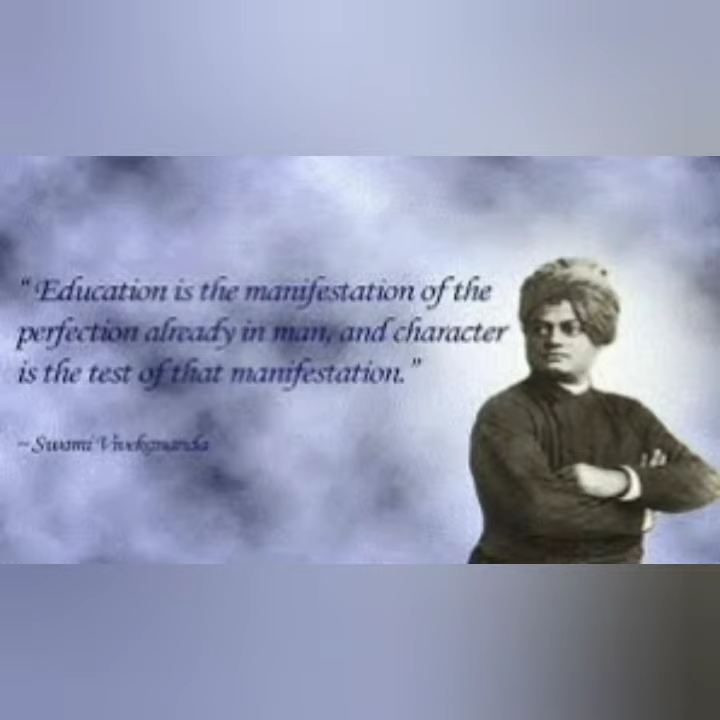 "Education is the manifestation of the
perfection already in man, and character
is the test of that manifestation."
~Swami Vivekananda